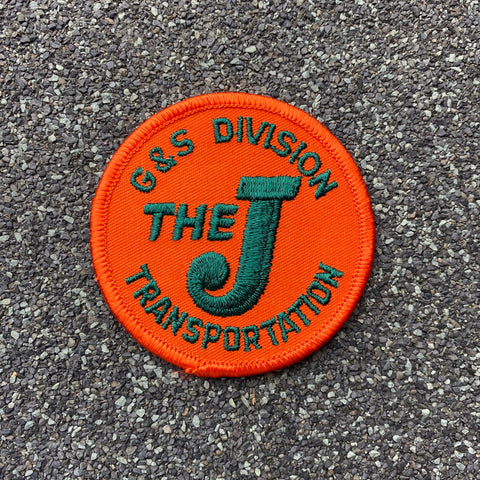 G&S DIVISION
THE J
TRANSPORTATION